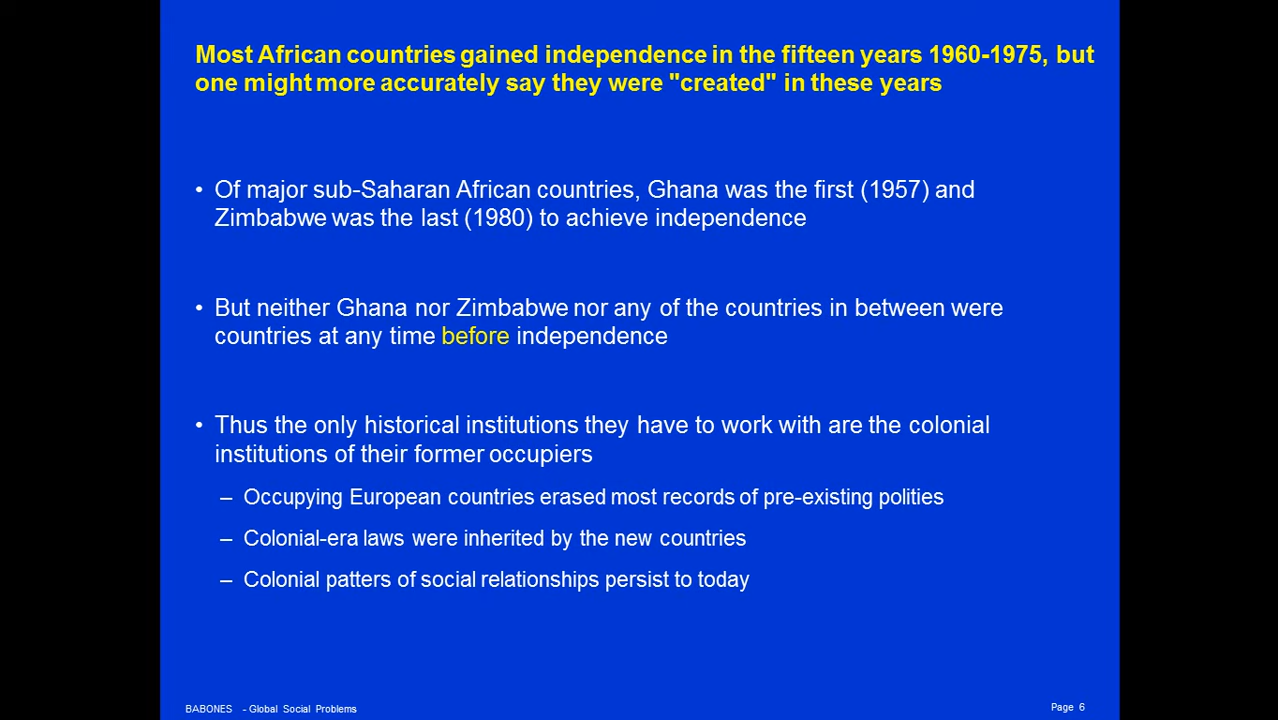 Most African countries gained independence in the fifteen years 1960-1975, but
one might more accurately say they were "created" in these years
• Of major sub-Saharan African countries, Ghana was the first (1957) and
Zimbabwe was the last (1980) to achieve independence
• But neither Ghana nor Zimbabwe nor any of the countries in between were
countries at any time before independence
• Thus the only historical institutions they have to work with are the colonial
institutions of their former occupiers
– Occupying European countries erased most records of pre-existing polities
– Colonial-era laws were inherited by the new countries
– Colonial patters of social relationships persist to today
BABONES - Global Social Problems
Page 6